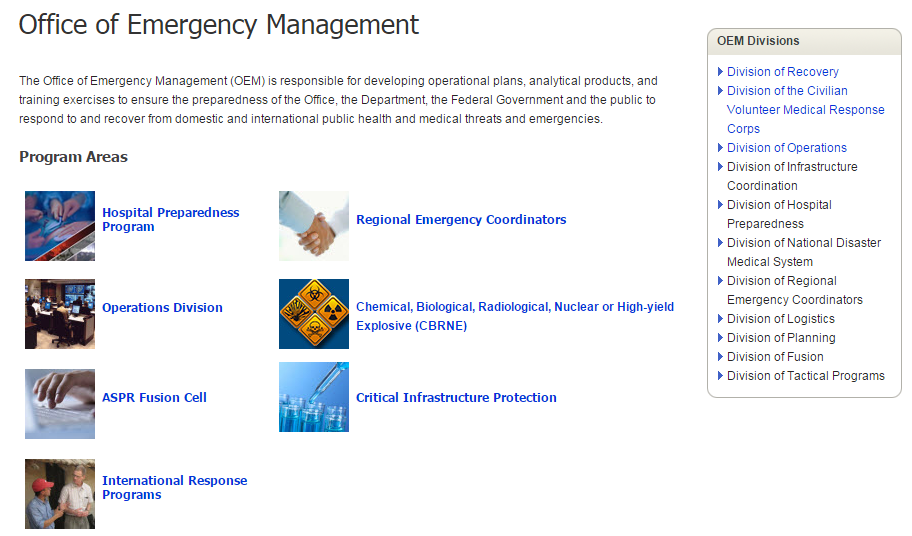 Office of Emergency Management
The Office of Emergency Management (OEM) is responsible for developing operational plans, analytical products, and
training exercises to ensure the preparedness of the Office, the Department, the Federal Government and the public to
respond to and recover from domestic and international public health and medical threats and emergencies.
Program Areas
Hospital Preparedness
Program
Regional Emergency Coordinators
Operations Division
Chemical, Biological, Radiological, Nuclear or High-yield
Explosive (CBRNE)
ASPR Fusion Cell
Critical Infrastructure Protection
International Response
Programs
OEM Divisions
Division of Recovery
Division of the Civilian
Volunteer Medical Response
Corps
Division of Operations
Division of Infrastructure
Coordination
Division of Hospital
Preparedness
Division of National Disaster
Medical System
Division of Regional
Emergency Coordinators
Division of Logistics
Division of Planning
Division of Fusion
Division of Tactical Programs